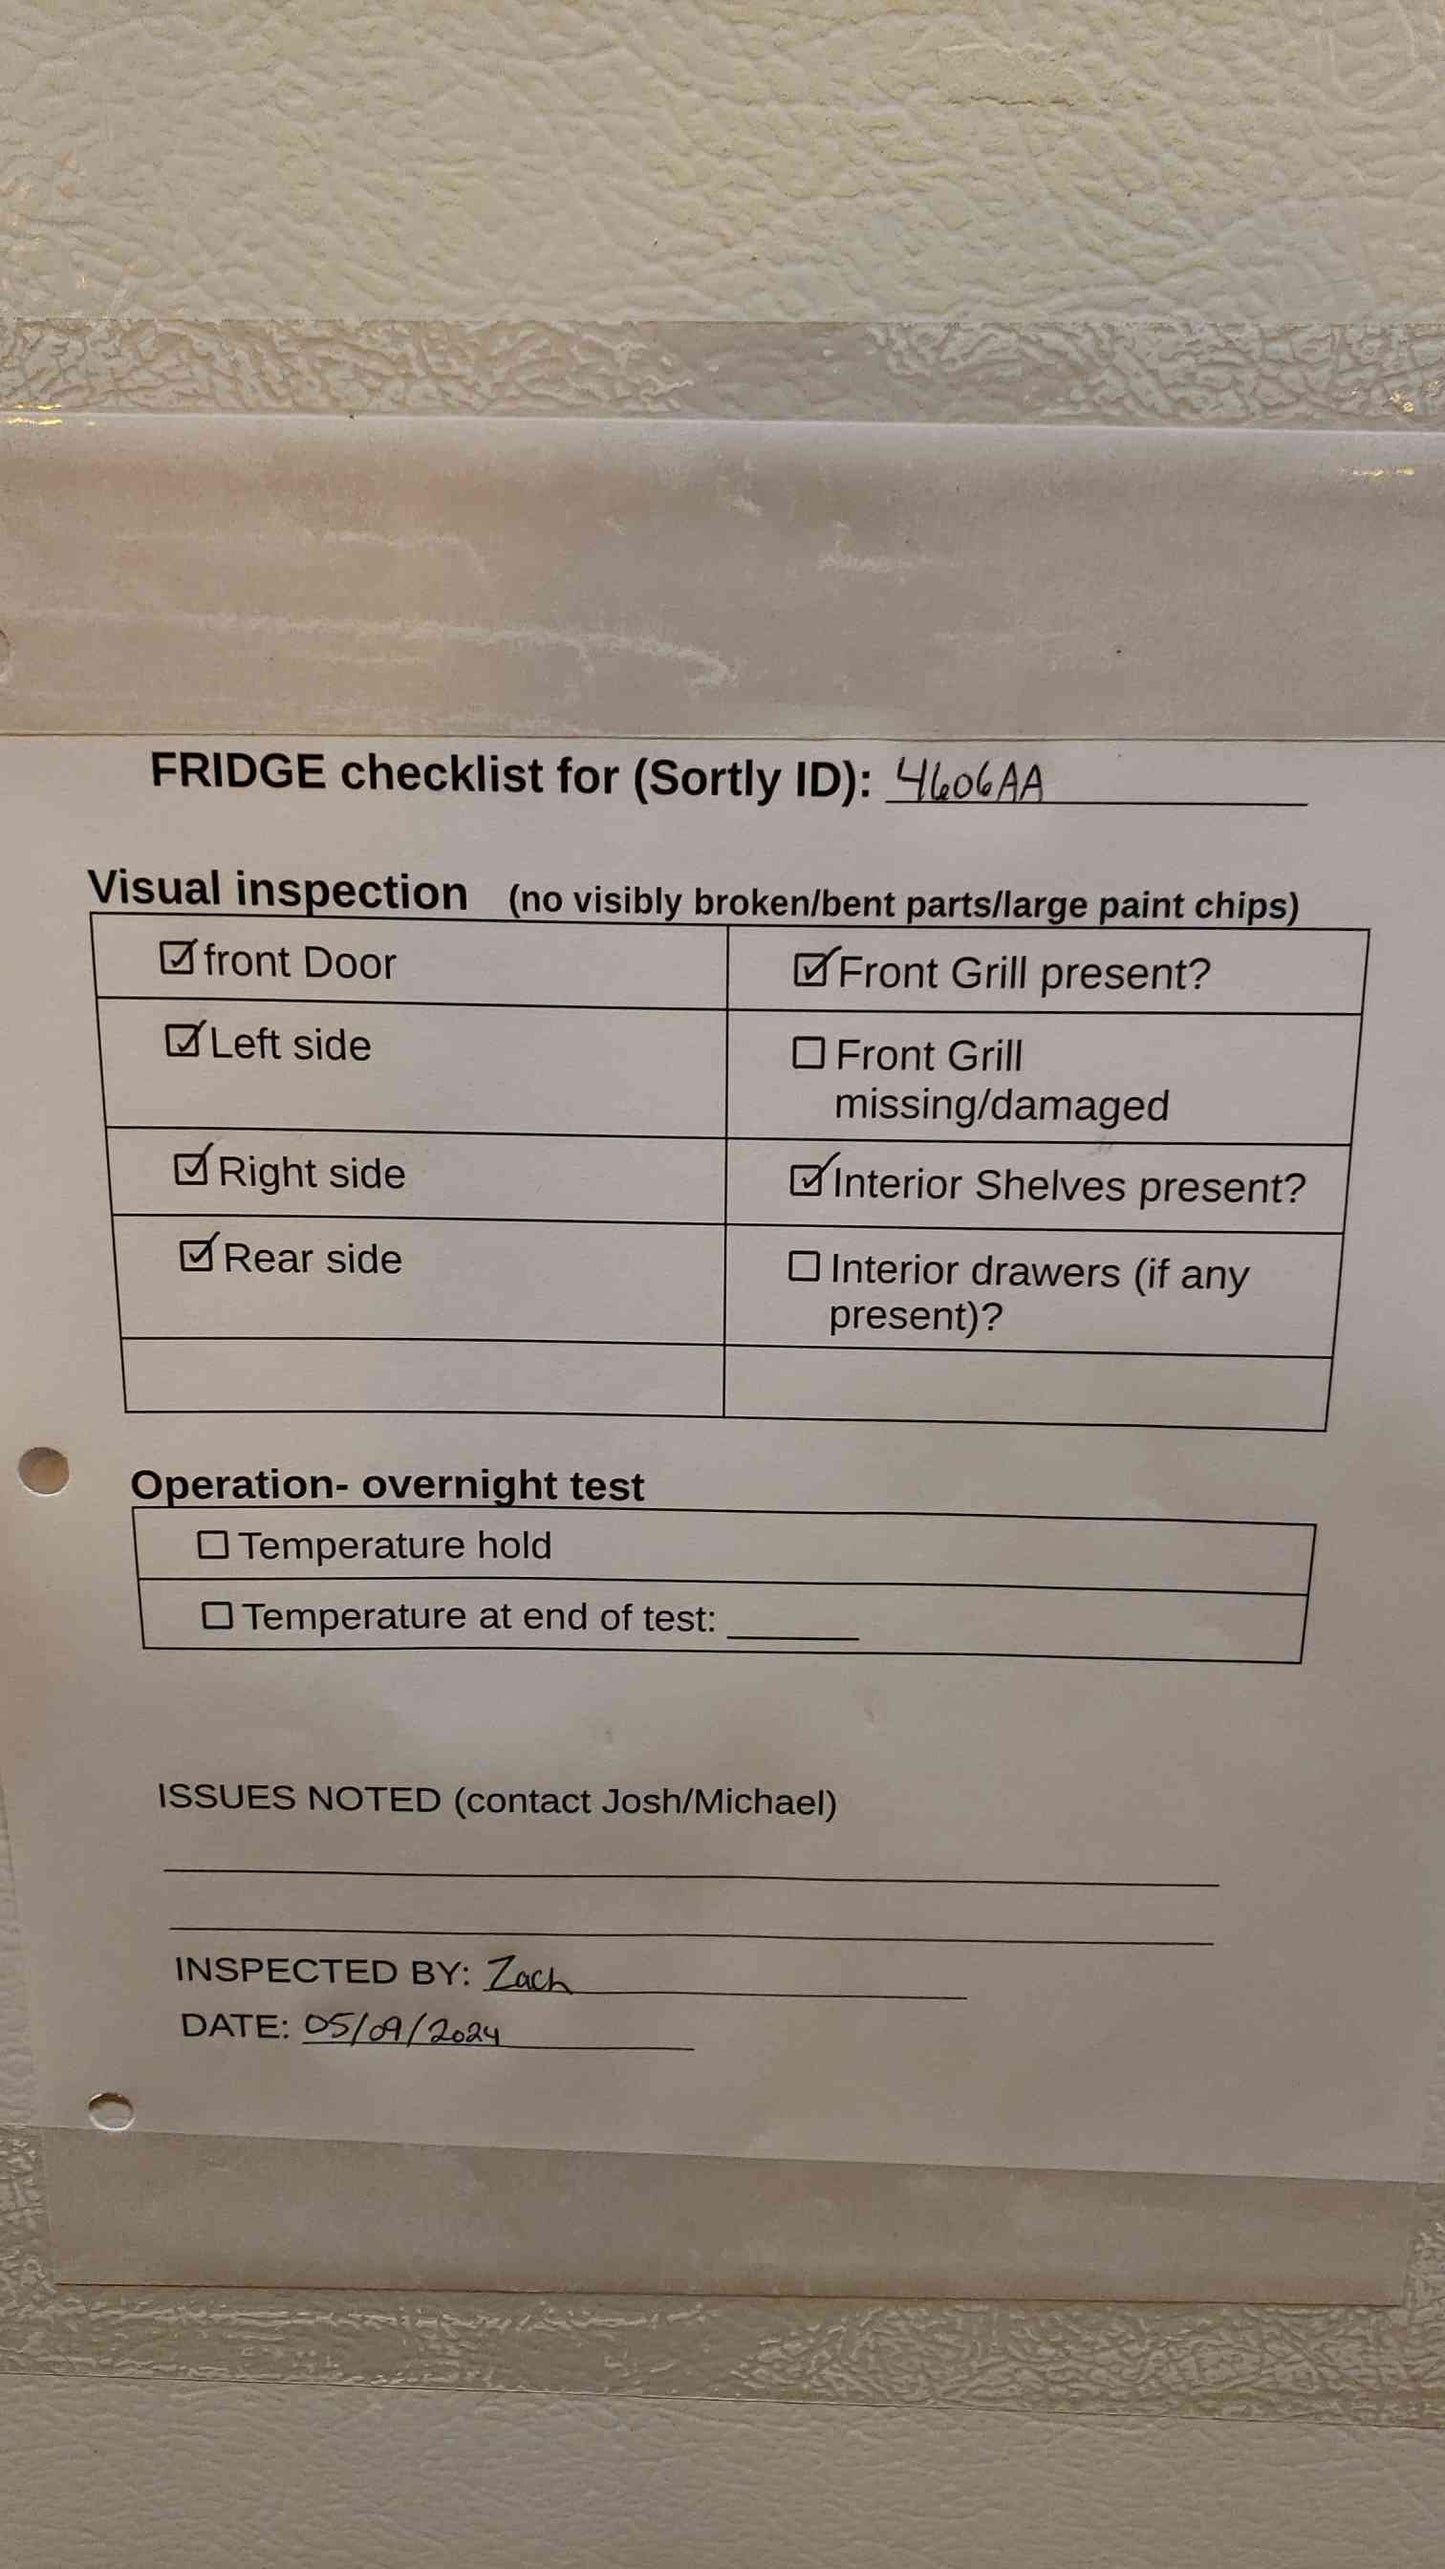 FRIDGE checklist for (Sortly ID): 4606AA
Visual inspection (no visibly broken/bent parts/large paint chips)
☑ front Door
☑ Front Grill present?
☑ Left side
☐ Front Grill
missing/damaged
☑ Right side
☑ Interior Shelves present?
☑ Rear side
☐ Interior drawers (if any
present)?
Operation- overnight test
☐ Temperature hold
☐ Temperature at end of test: ______
ISSUES NOTED (contact Josh/Michael)
INSPECTED BY: Zach
DATE: 05/09/2024